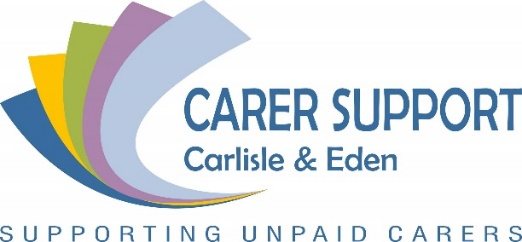 CARER SUPPORT
Carlisle & Eden
SUPPORTING UNPAID CARERS